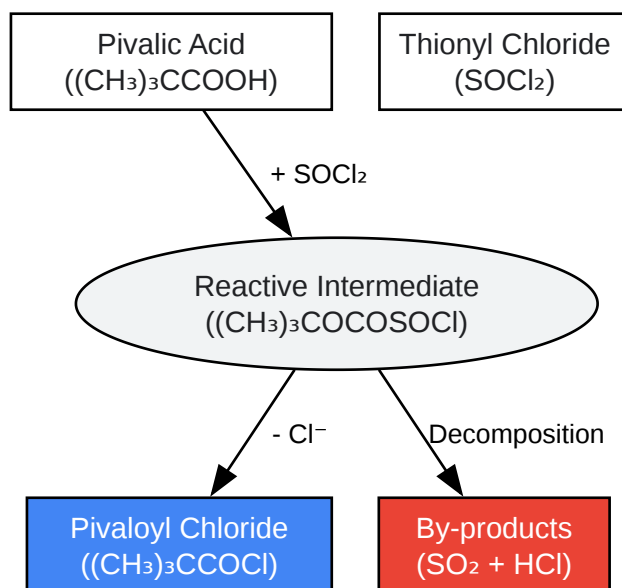 Pivalic Acid
((CH₃)₃CCOOH)
Thionyl Chloride
(SOCl₂)
+ SOCl₂
Reactive Intermediate
((CH₃)₃COCOSOCl)
- Cl⁻
Decomposition
Pivaloyl Chloride
((CH₃)₃CCOCl)
By-products
(SO₂ + HCl)